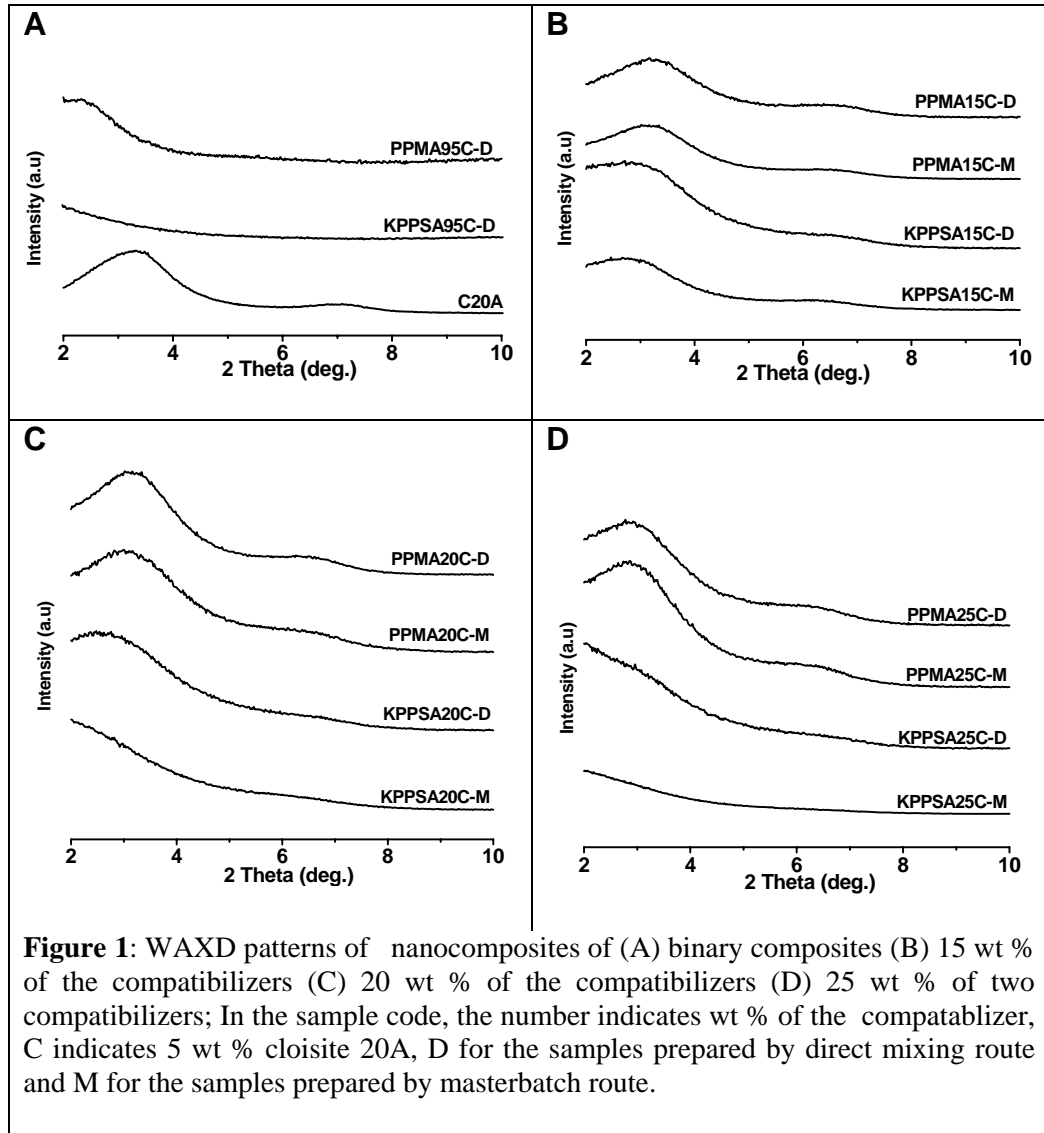 A
Intensity (a.u)
PPMA95C-D
KPPSA95C-D
C20A
2 4 6 8 10
2 Theta (deg.)
B
PPMA15C-D
PPMA15C-M
KPPSA15C-D
KPPSA15C-M
2 4 6 8 10
2 Theta (deg.)
C
Intensity (a.u)
PPMA20C-D
PPMA20C-M
KPPSA20C-D
KPPSA20C-M
2 4 6 8 10
2 Theta (deg.)
D
Intensity (a.u)
PPMA25C-D
PPMA25C-M
KPPSA25C-D
KPPSA25C-M
2 4 6 8 10
2 Theta (deg.)
Figure 1: WAXD patterns of nanocomposites of (A) binary composites (B) 15 wt %
of the compatibilizers (C) 20 wt % of the compatibilizers (D) 25 wt % of two
compatibilizers; In the sample code, the number indicates wt % of the compatablizer,
C indicates 5 wt % cloisite 20A, D for the samples prepared by direct mixing route
and M for the samples prepared by masterbatch route.